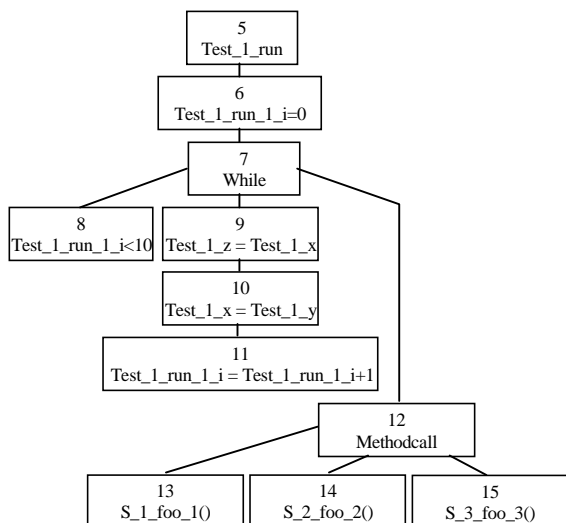 5
Test_1_run
6
Test_1_run_1_i=0
7
While
8
Test_1_run_1_i<10
9
Test_1_z = Test_1_x
10
Test_1_x = Test_1_y
11
Test_1_run_1_i = Test_1_run_1_i+1
12
Methodcall
13
S_1_foo_1()
14
S_2_foo_2()
15
S_3_foo_3()